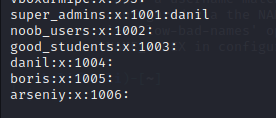 super_admins:x:1001:danil
noob_users:x:1002:
good_students:x:1003:
danil:x:1004:
boris:x:1005:
arseniy:x:1006: